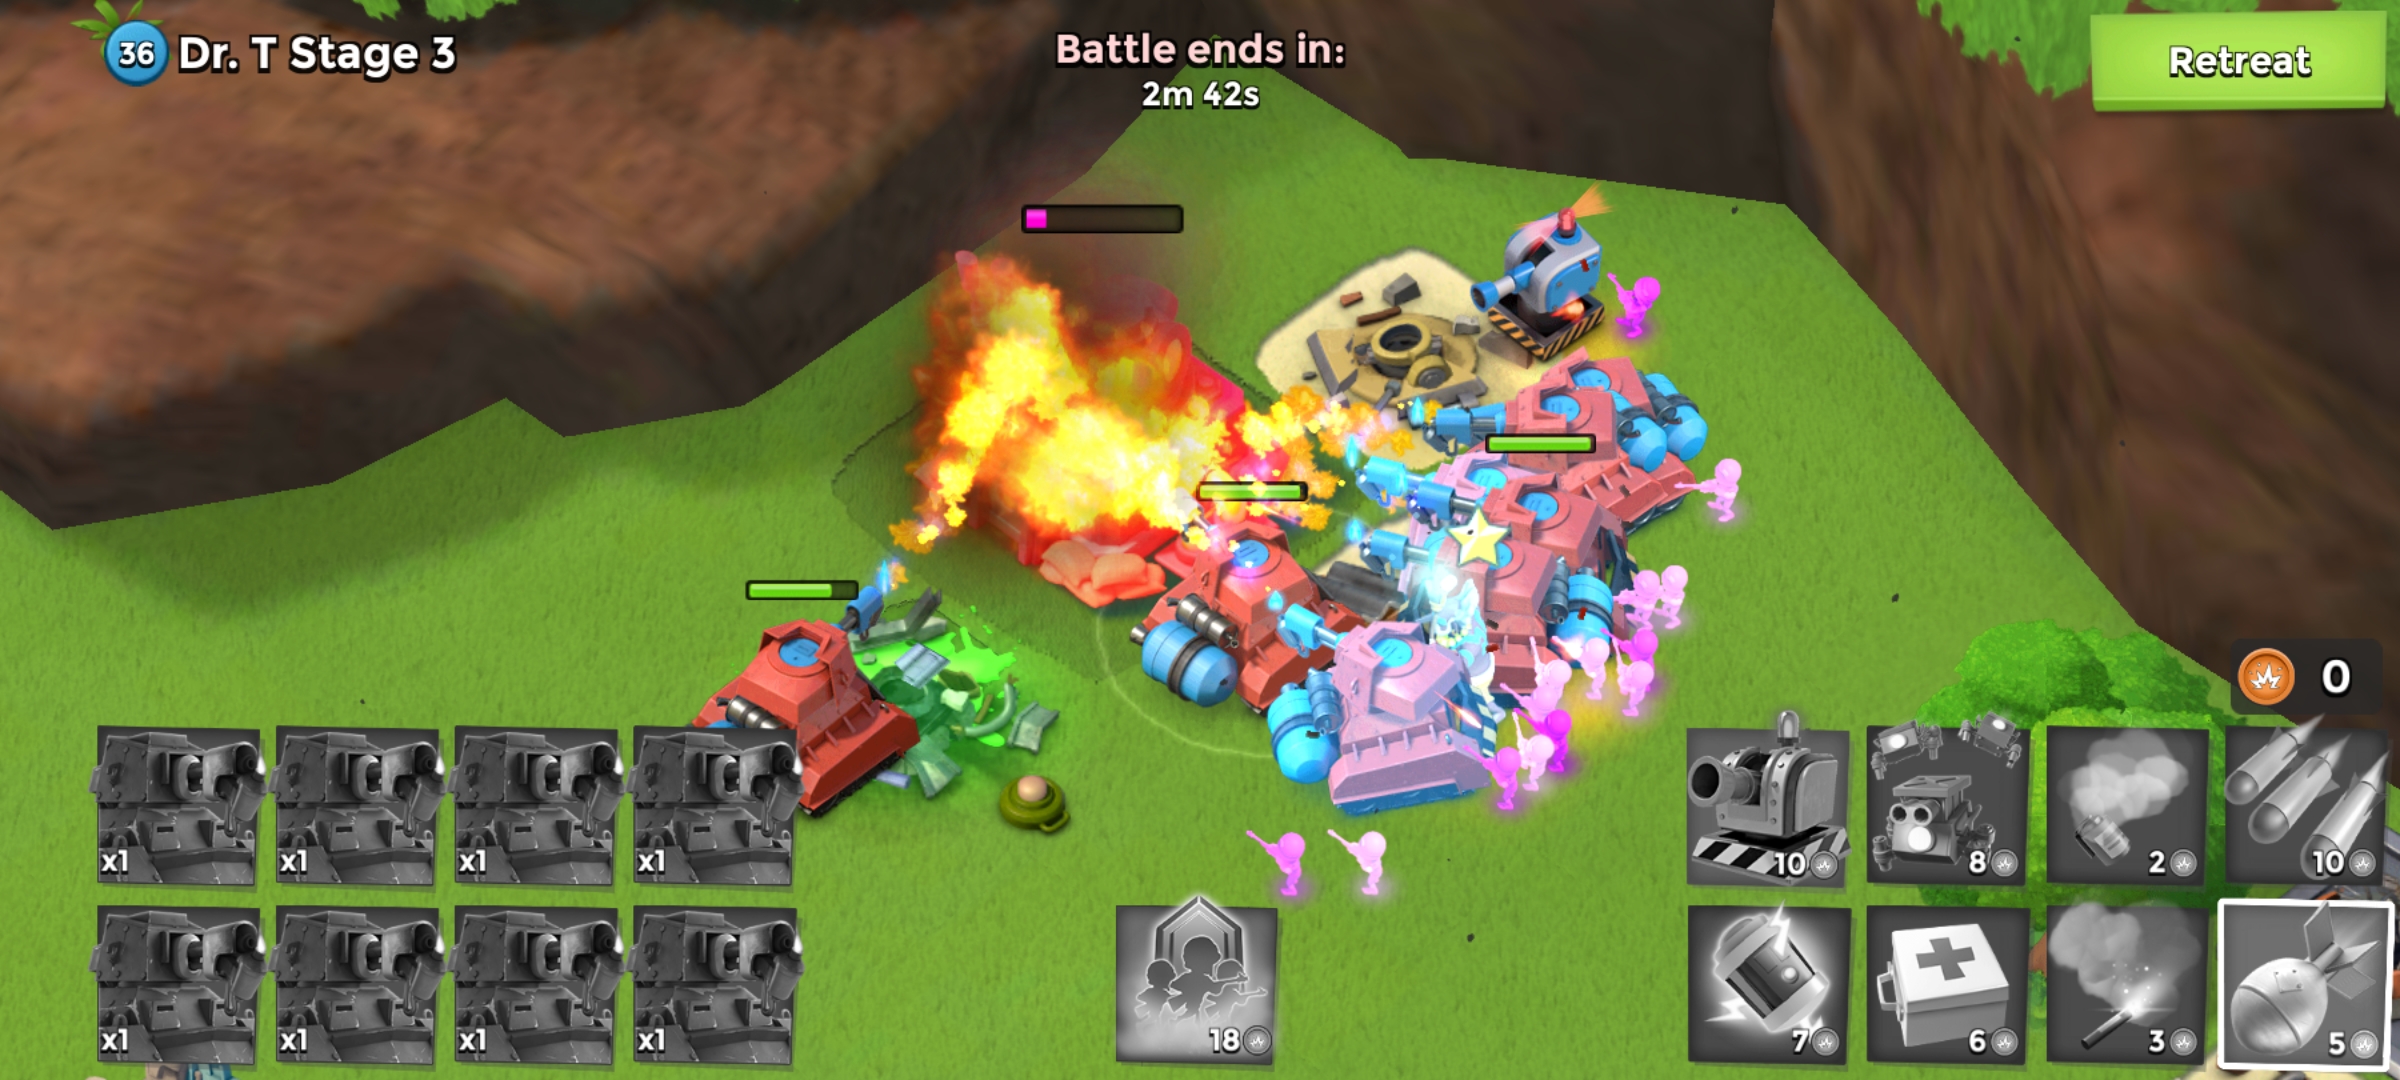 36 Dr. T Stage 3
Battle ends in:
2m 42s
Retreat
0
x1 x1 x1 x1
10 8 2 10
x1 x1 x1 x1
18
7 6 3 5